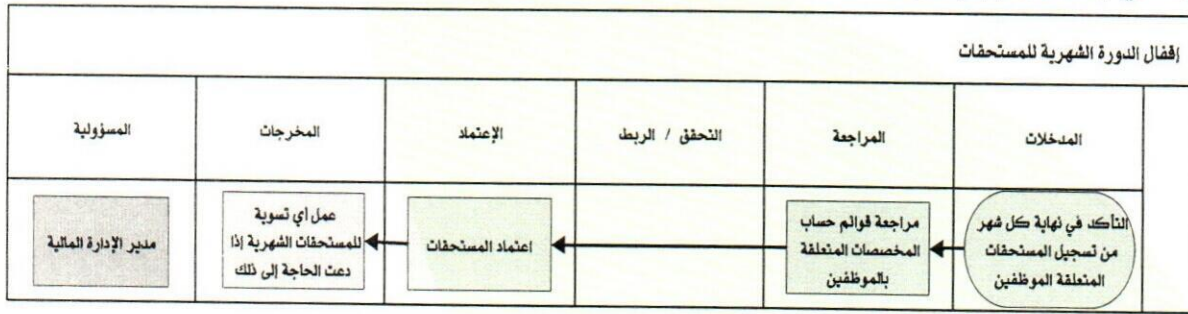 إقفال الدورة الشهرية للمستحقات
المدخلات
المراجعة
التحقق / الربط
الإعتماد
المخرجات
المسؤولية
التأكد في نهاية كل شهر
من تسجيل المستحقات
المتعلقة الموظفين
مراجعة قوائم حساب
المخصصات المتعلقة
بالموظفين
اعتماد المستحقات
عمل أي تسوية
للمستحقات الشهرية إذا
دعت الحاجة إلى ذلك
مدير الإدارة المالية